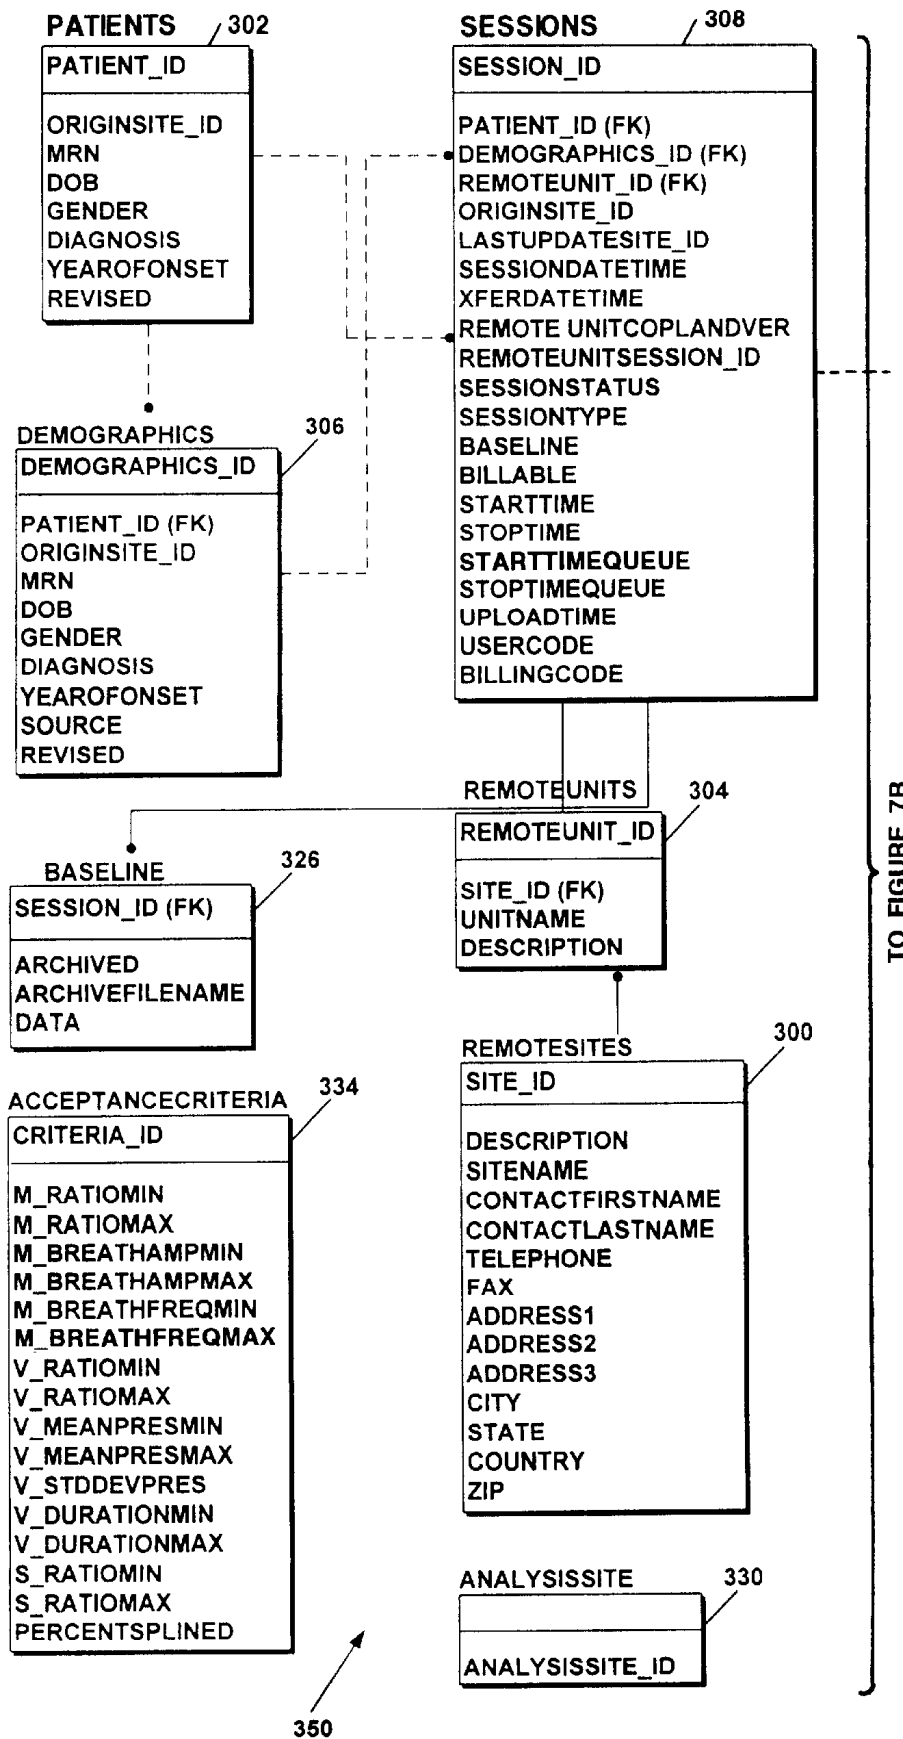 PATIENTS
302
PATIENT_ID
ORIGINSITE_ID
MRN
DOB
GENDER
DIAGNOSIS
YEAROFONSET
REVISED
SESSIONS
308
SESSION_ID
PATIENT_ID (FK)
DEMOGRAPHICS_ID (FK)
REMOTEUNIT_ID (FK)
ORIGINSITE_ID
LASTUPDATESITE_ID
SESSIONDATETIME
XFERDATETIME
REMOTE UNITCOPLANDVER
REMOTEUNITSESSION_ID
SESSIONSTATUS
SESSIONTYPE
BASELINE
BILLABLE
STARTTIME
STOPTIME
STARTTIMEQUEUE
STOPTIMEQUEUE
UPLOADTIME
USERCODE
BILLINGCODE
DEMOGRAPHICS
306
DEMOGRAPHICS_ID
PATIENT_ID (FK)
ORIGINSITE_ID
MRN
DOB
GENDER
DIAGNOSIS
YEAROFONSET
SOURCE
REVISED
REMOTEUNITS
304
REMOTEUNIT_ID
SITE_ID (FK)
UNITNAME
DESCRIPTION
BASELINE
326
SESSION_ID (FK)
ARCHIVED
ARCHIVEFILENAME
DATA
REMOTESITES
300
SITE_ID
DESCRIPTION
SITENAME
CONTACTFIRSTNAME
CONTACTLASTNAME
TELEPHONE
FAX
ADDRESS1
ADDRESS2
ADDRESS3
CITY
STATE
COUNTRY
ZIP
ACCEPTANCECRITERIA
334
CRITERIA_ID
M_RATIOMIN
M_RATIOMAX
M_BREATHAMPMIN
M_BREATHAMPMAX
M_BREATHFREQMIN
M_BREATHFREQMAX
V_RATIOMIN
V_RATIOMAX
V_MEANPRESMIN
V_MEANPRESMAX
V_STDDEVPRES
V_DURATIONMIN
V_DURATIONMAX
S_RATIOMIN
S_RATIOMAX
PERCENTSPLINED
ANALYSISSITE
330
ANALYSISSITE_ID
350
TO FIGURE 7B